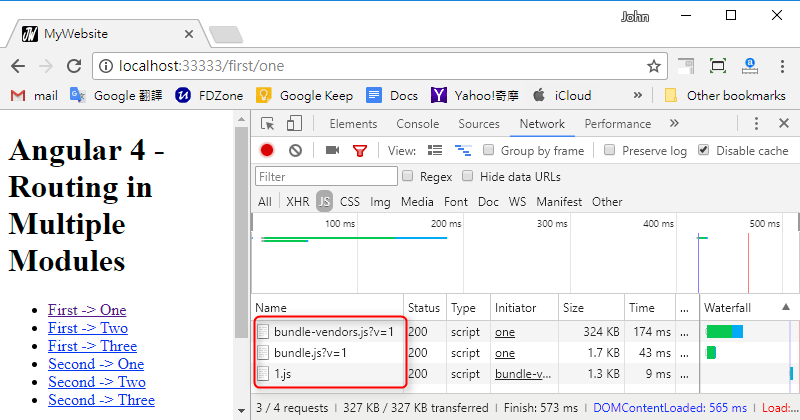 John
MyWebsite
localhost:33333/first/one
mail Google 翻譯 FDZone Google Keep Docs Yahoo!奇摩 iCloud » Other bookmarks
Angular 4 -
Routing in
Multiple
Modules
First -> One
First -> Two
First -> Three
Second -> One
Second -> Two
Second -> Three
Elements Console Sources Network Performance »
View: Group by frame Preserve log Disable cache
Filter Regex Hide data URLs
All XHR JS CSS Img Media Font Doc WS Manifest Other
100 ms 200 ms 300 ms 400 ms 500 ms
Name Status Type Initiator Size Time ... Waterfall
bundle-vendors.js?v=1 200 script one 324 KB 174 ms ...
bundle.js?v=1 200 script one 1.7 KB 43 ms ...
1.js 200 script bundle-v... 1.3 KB 9 ms ...
3 / 4 requests | 327 KB / 327 KB transferred | Finish: 573 ms | DOMContentLoaded: 565 ms | Load:...